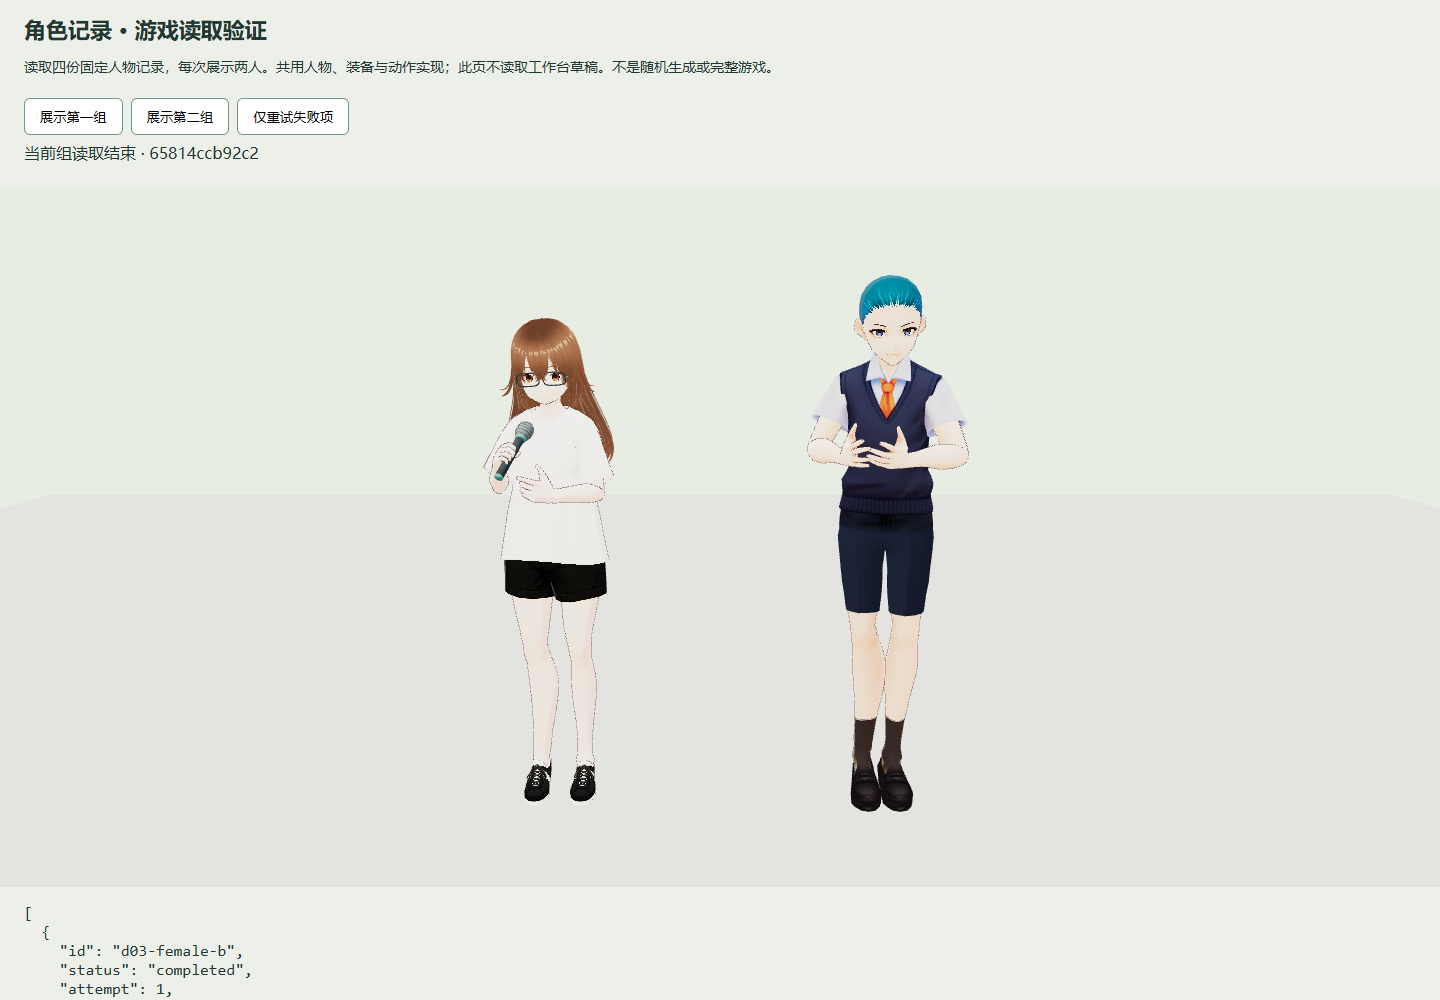 角色记录 • 游戏读取验证
读取四份固定人物记录，每次展示两人。共用人物、装备与动作实现；此页不读取工作台草稿。不是随机生成或完整游戏。
展示第一组 展示第二组 仅重试失败项
当前组读取结束 · 65814ccb92c2
[
{
"id": "d03-female-b",
"status": "completed",
"attempt": 1,